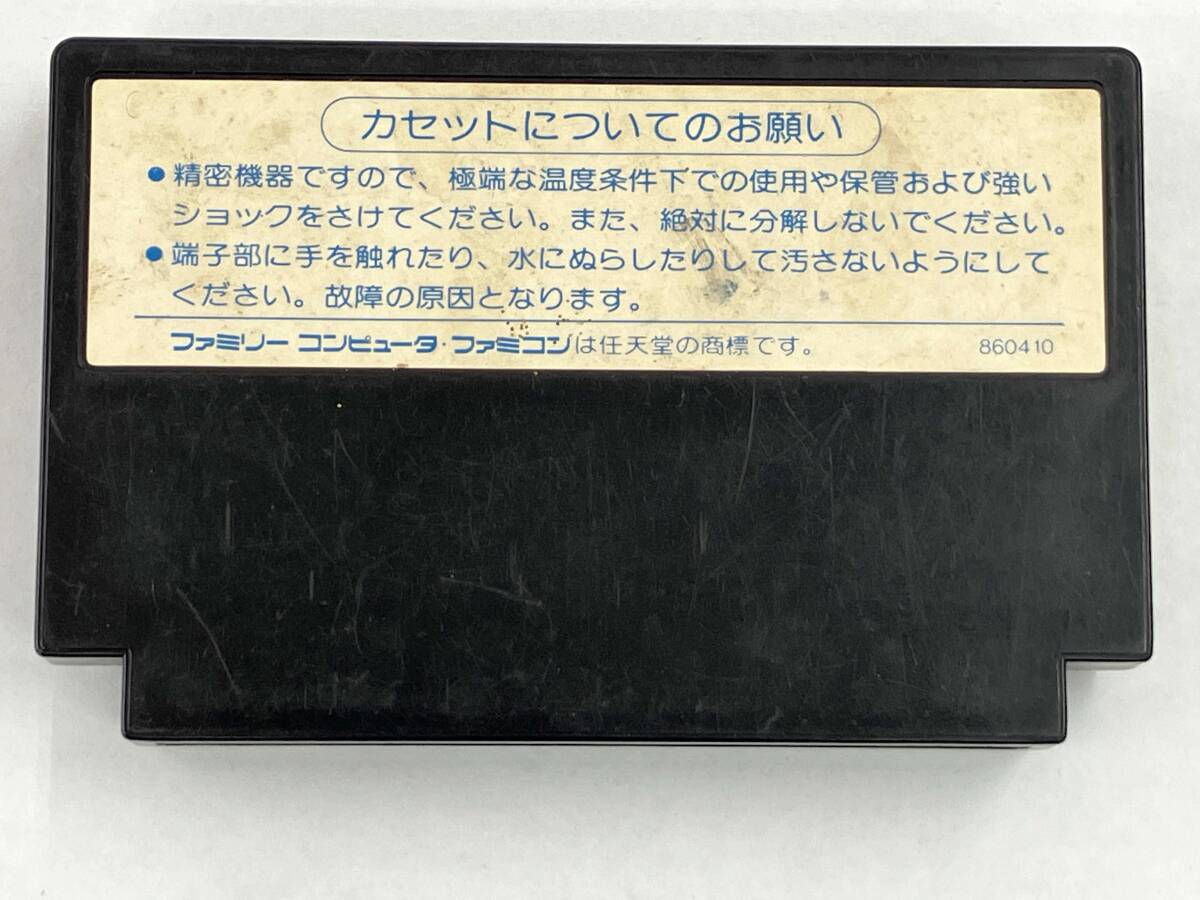 カセットについてのお願い
●精密機器ですので、極端な温度条件下での使用や保管および強い
ショックをさけてください。また、絶対に分解しないでください。
●端子部に手を触れたり、水にぬらしたりして汚さないようにして
ください。故障の原因となります。
ファミリー コンピュータ・ファミコンは任天堂の商標です。 860410